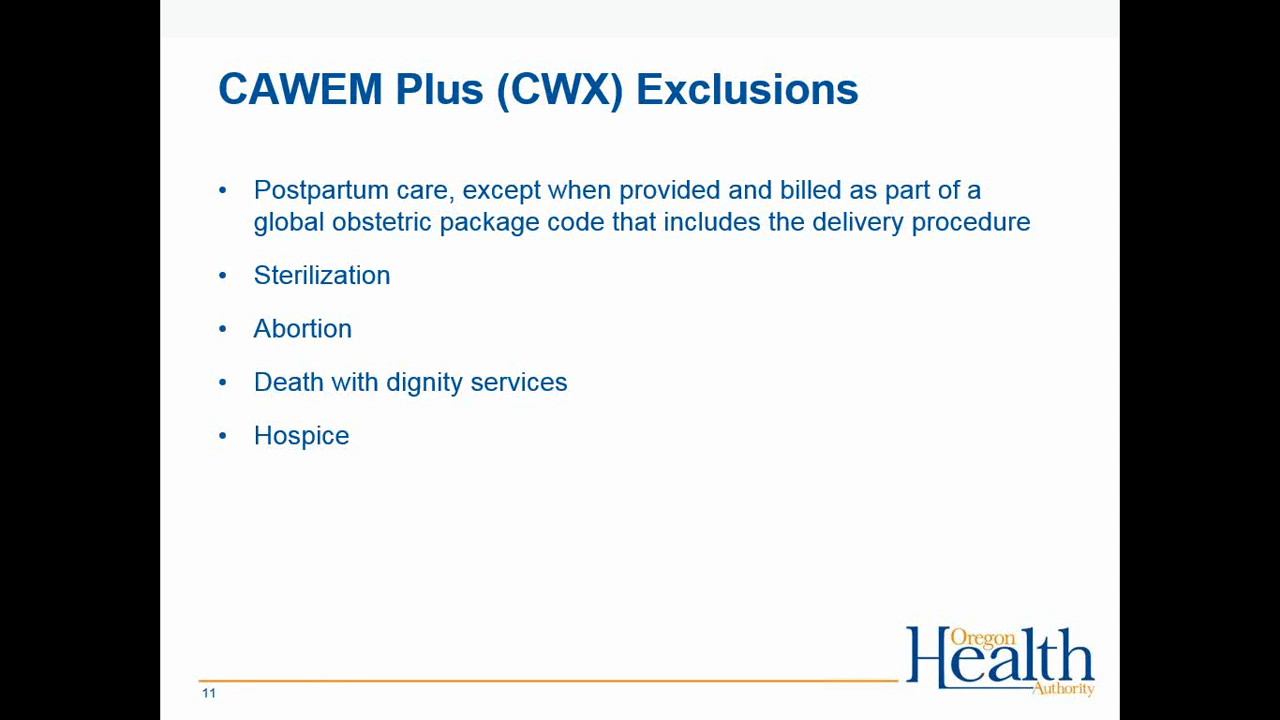 CAWEM Plus (CWX) Exclusions
• Postpartum care, except when provided and billed as part of a
global obstetric package code that includes the delivery procedure
• Sterilization
• Abortion
• Death with dignity services
• Hospice
Oregon
Health
Authority
11